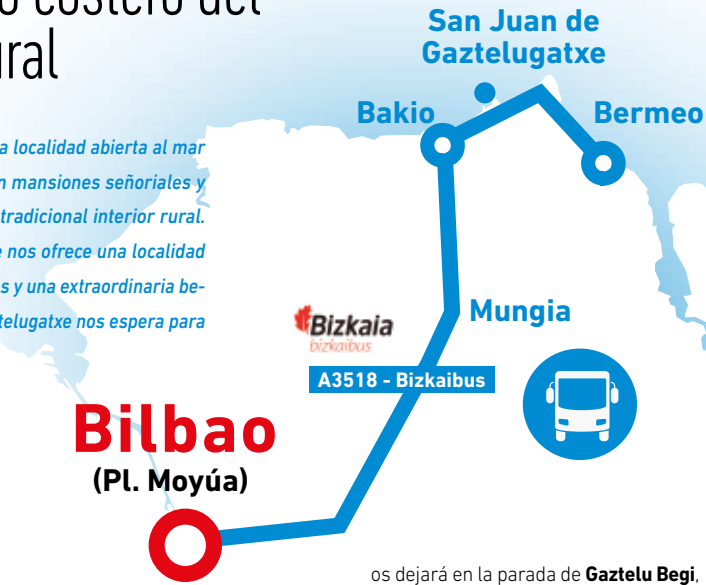 costero del
San Juan de
Gaztelugatxe
Bakio
Bermeo
a localidad abierta al mar
mansiones señoriales y
tradicional interior rural.
nos ofrece una localidad
s y una extraordinaria be-
nos espera para
Bizkaia
bizkaibus
Mungia
A3518 - Bizkaibus
Bilbao
(Pl. Moyúa)
os dejará en la parada de Gaztelu Begi,